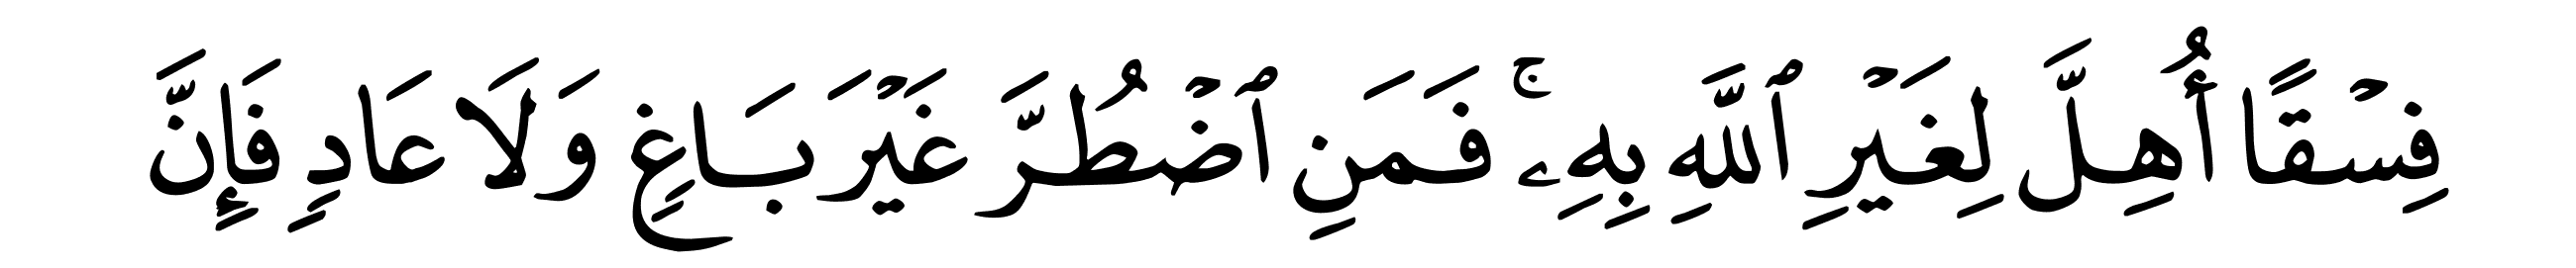 فِسۡقًا أُهِلَّ لِغَيۡرِ ٱللَّهِ بِهِۦۚ فَمَنِ ٱضۡطُرَّ غَيۡرَ بَاغٍ وَلَا عَادٍ فَإِنَّ